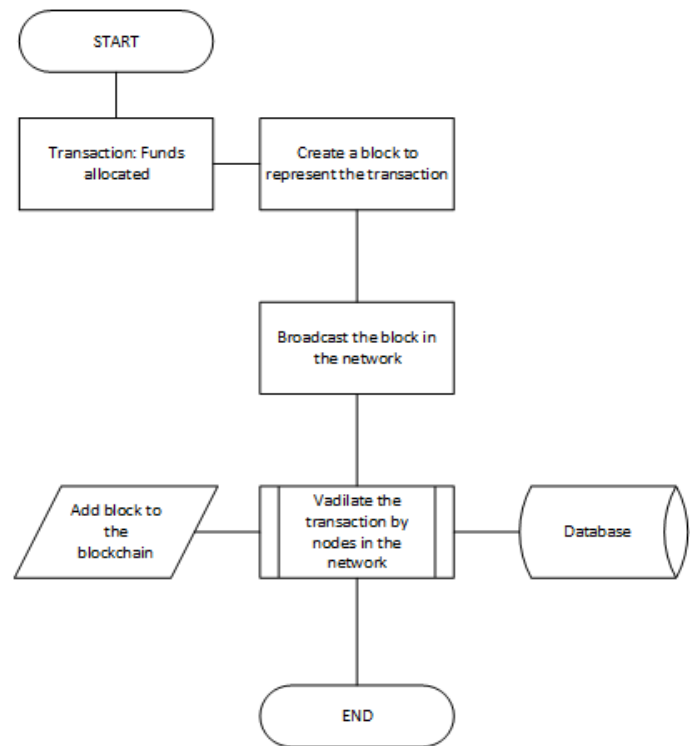 START
Transaction: Funds
allocated
Create a block to
represent the transaction
Broadcast the block in
the network
Add block to
the
blockchain
Vadilate the
transaction by
nodes in the
network
Database
END